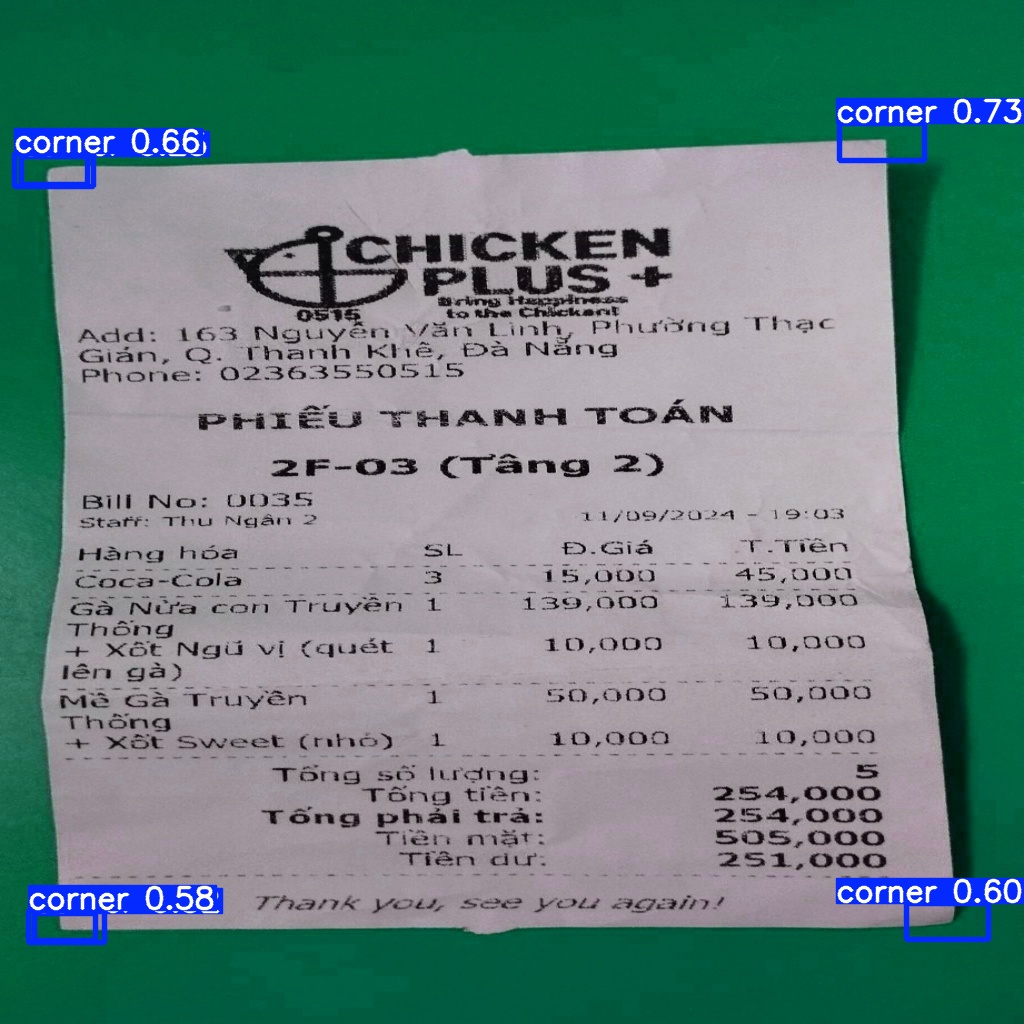 corner 0.66
corner 0.73
CHICKEN
PLUS +
Bring Happiness
to the Chickent
0515
Add: 163 Nguyễn Văn Linh, Phường Thạc
Gián, Q. Thanh Khê, Đà Nẵng
Phone: 02363550515
PHIẾU THANH TOÁN
2F-03 (Tầng 2)
Bill No: 0035
Staff: Thu Ngân 2 11/09/2024 - 19:03
Hàng hóa SL Đ.Giá T.Tiền
Coca-Cola 3 15,000 45,000
Gà Nửa con Truyền 1 139,000 139,000
Thống
+ Xốt Ngũ vị (quét 1 10,000 10,000
lên gà)
Mề Gà Truyền 1 50,000 50,000
Thống
+ Xốt Sweet (nhỏ) 1 10,000 10,000
Tổng số lượng: 5
Tổng tiền: 254,000
Tổng phải trả: 254,000
Tiền mặt: 505,000
Tiền dư: 251,000
Thank you, see you again!
corner 0.58
corner 0.60